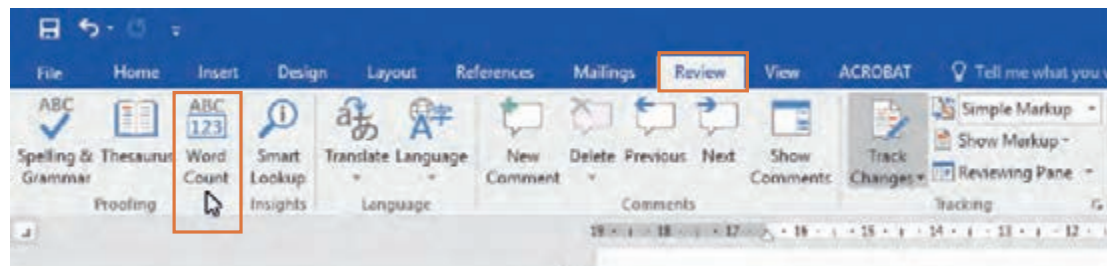 File Home Insert Design Layout References Mailings Review View ACROBAT Tell me what you
ABC ABC Simple Markup
123 Show Markup
Spelling & Thesaurus Word Smart Translate Language New Delete Previous Next Show Track Reviewing Pane
Grammar Count Lookup Comment Comments Changes
Proofing Insights Language Comments Tracking
19 18 17 16 15 14 13 12